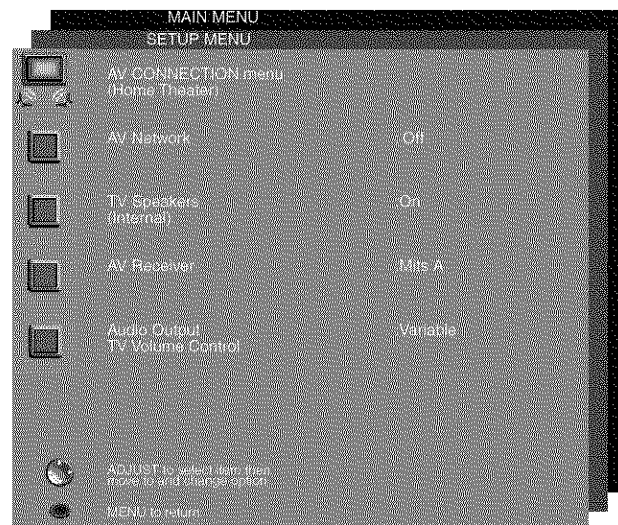 MAIN MENU
SETUP MENU
AV CONNECTION menu
(Home Theater)
AV Network Off
TV Speakers On
(Internal)
AV Receiver Mits A
Audio Output Variable
TV Volume Control
ADJUST to select item then
move to and change option
MENU to return